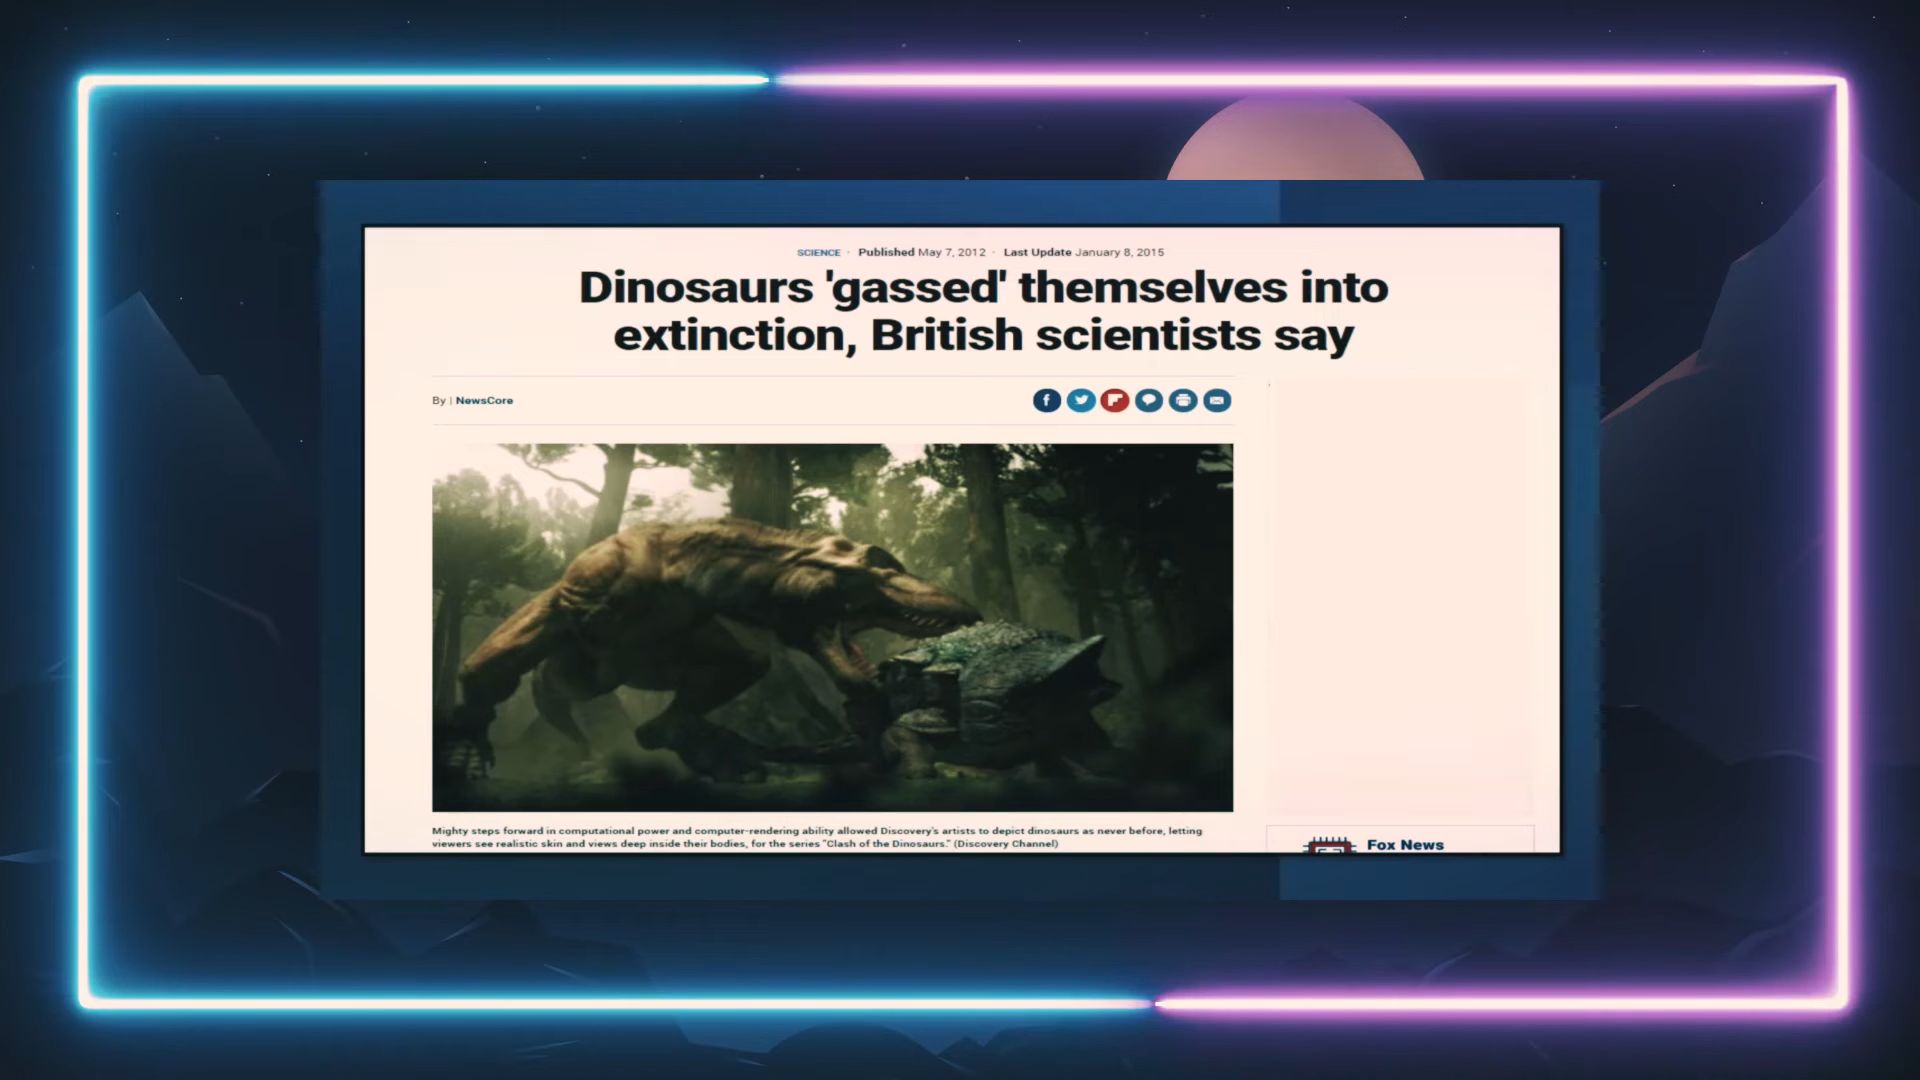 SCIENCE · Published May 7, 2012 · Last Update January 8, 2015
Dinosaurs 'gassed' themselves into
extinction, British scientists say
By | NewsCore
Mighty steps forward in computational power and computer-rendering ability allowed Discovery's artists to depict dinosaurs as never before, letting
viewers see realistic skin and views deep inside their bodies, for the series "Clash of the Dinosaurs." (Discovery Channel)
Fox News